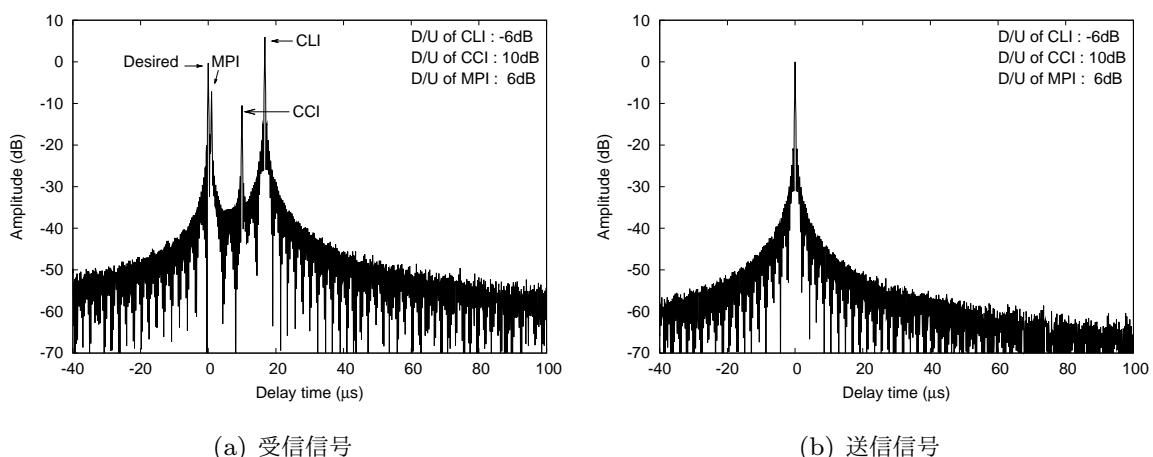 10
0
-10
-20
-30
-40
-50
-60
-70
Amplitude (dB)
-40
-20
0
20
40
60
80
100
Delay time (μs)
Desired
MPI
CLI
CCI
D/U of CLI : -6dB
D/U of CCI : 10dB
D/U of MPI : 6dB
(a) 受信信号
10
0
-10
-20
-30
-40
-50
-60
-70
Amplitude (dB)
-40
-20
0
20
40
60
80
100
Delay time (μs)
D/U of CLI : -6dB
D/U of CCI : 10dB
D/U of MPI : 6dB
(b) 送信信号